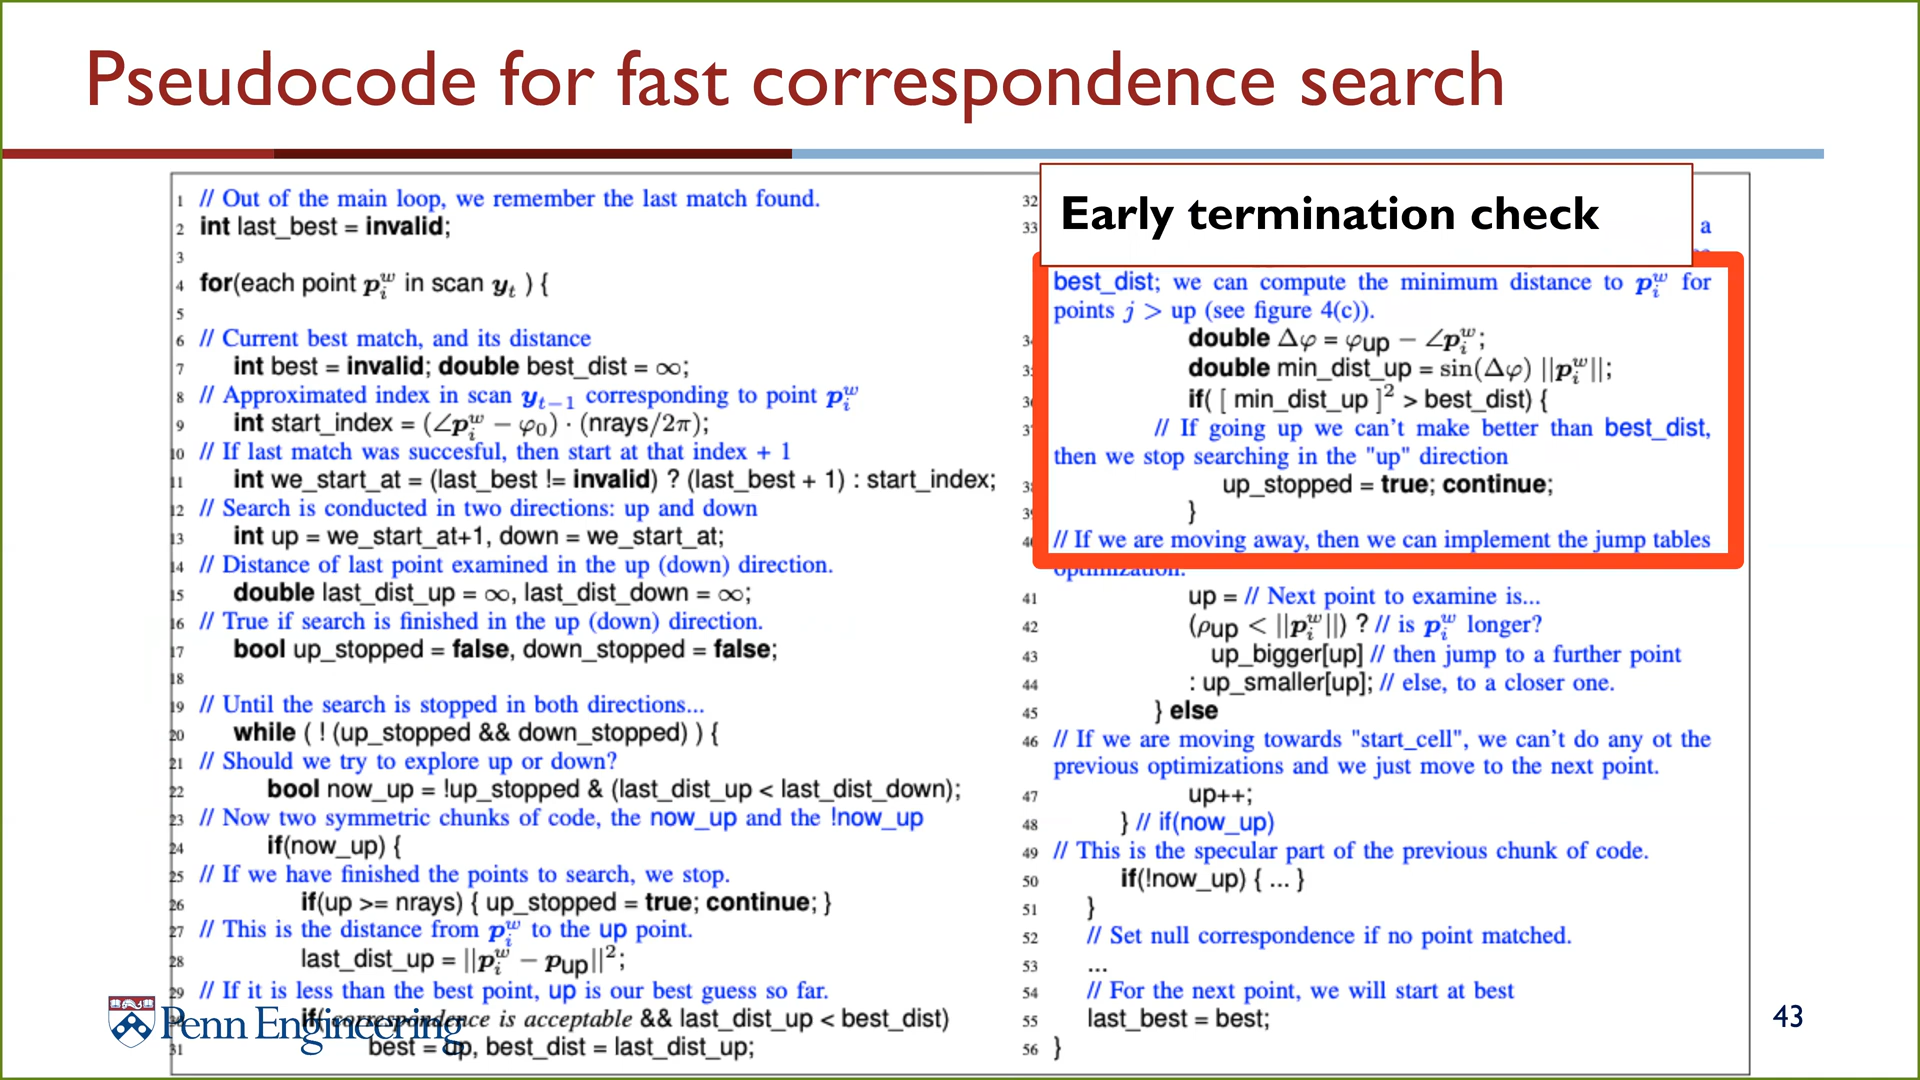 Pseudocode for fast correspondence search
1 // Out of the main loop, we remember the last match found.
2 int last_best = invalid;
3
4 for(each point p_i^w in scan y_t ) {
5
6 // Current best match, and its distance
7 int best = invalid; double best_dist = ∞;
8 // Approximated index in scan y_{t−1} corresponding to point p_i^w
9 int start_index = (∠p_i^w − φ_0) · (nrays/2π);
10 // If last match was succesful, then start at that index + 1
11 int we_start_at = (last_best != invalid) ? (last_best + 1) : start_index;
12 // Search is conducted in two directions: up and down
13 int up = we_start_at+1, down = we_start_at;
14 // Distance of last point examined in the up (down) direction.
15 double last_dist_up = ∞, last_dist_down = ∞;
16 // True if search is finished in the up (down) direction.
17 bool up_stopped = false, down_stopped = false;
18
19 // Until the search is stopped in both directions...
20 while ( ! (up_stopped && down_stopped) ) {
21 // Should we try to explore up or down?
22 bool now_up = !up_stopped & (last_dist_up < last_dist_down);
23 // Now two symmetric chunks of code, the now_up and the !now_up
24 if(now_up) {
25 // If we have finished the points to search, we stop.
26 if(up >= nrays) { up_stopped = true; continue; }
27 // This is the distance from p_i^w to the up point.
28 last_dist_up = ||p_i^w − p_up||²;
29 // If it is less than the best point, up is our best guess so far.
if( correspondence is acceptable && last_dist_up < best_dist)
31 best = up, best_dist = last_dist_up;
Penn Engineering
32
Early termination check
33 a
best_dist; we can compute the minimum distance to p_i^w for
points j > up (see figure 4(c)).
double Δφ = φ_up − ∠p_i^w;
double min_dist_up = sin(Δφ) ||p_i^w||;
if( [ min_dist_up ]² > best_dist) {
// If going up we can't make better than best_dist,
then we stop searching in the "up" direction
up_stopped = true; continue;
}
// If we are moving away, then we can implement the jump tables
optimization.
41 up = // Next point to examine is...
42 (ρ_up < ||p_i^w||) ? // is p_i^w longer?
43 up_bigger[up] // then jump to a further point
44 : up_smaller[up]; // else, to a closer one.
45 } else
46 // If we are moving towards "start_cell", we can't do any ot the
previous optimizations and we just move to the next point.
47 up++;
48 } // if(now_up)
49 // This is the specular part of the previous chunk of code.
50 if(!now_up) { ... }
51 }
52 // Set null correspondence if no point matched.
53 ...
54 // For the next point, we will start at best
55 last_best = best;
56 }
43